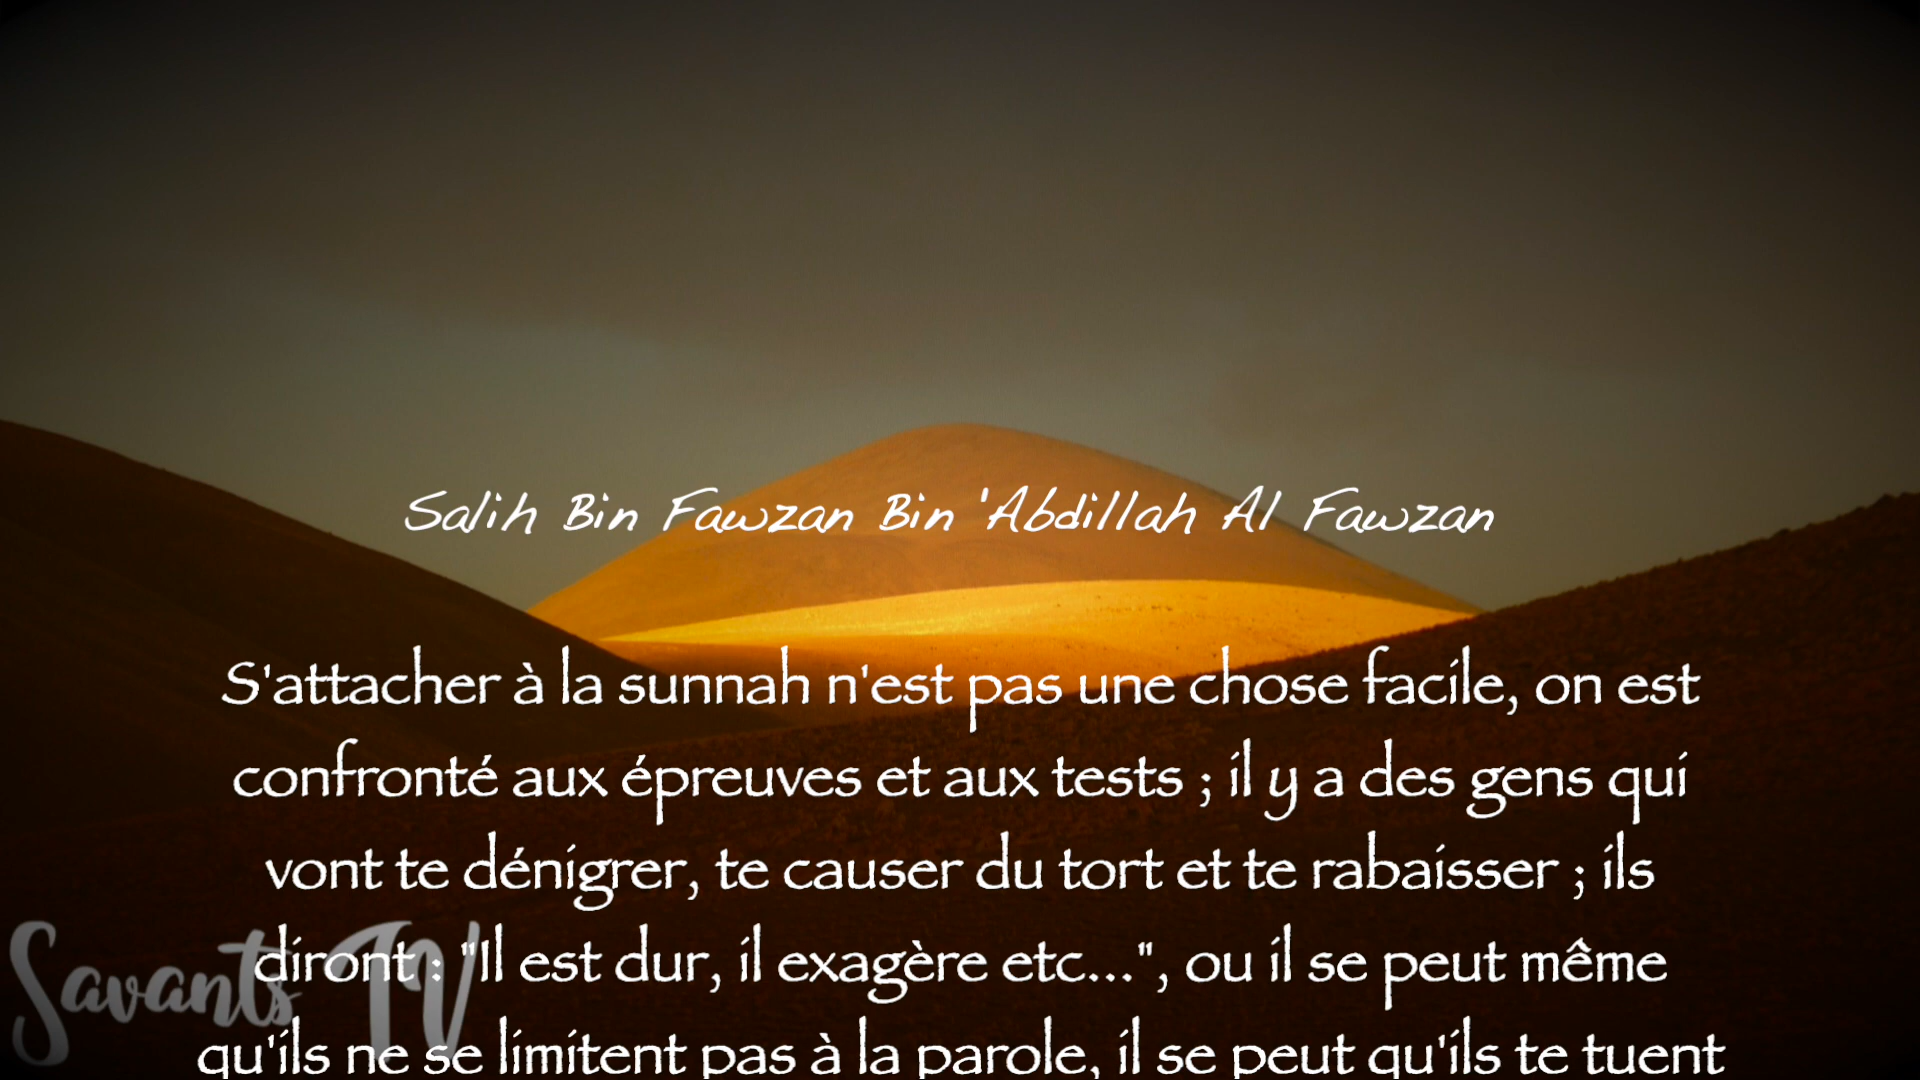 Salih Bin Fawzan Bin 'Abdillah Al Fawzan
S'attacher à la sunnah n'est pas une chose facile, on est
confronté aux épreuves et aux tests ; il y a des gens qui
vont te dénigrer, te causer du tort et te rabaisser ; ils
diront : "Il est dur, il exagère etc...", ou il se peut même
qu'ils ne se limitent pas à la parole, il se peut qu'ils te tuent
Savants TV